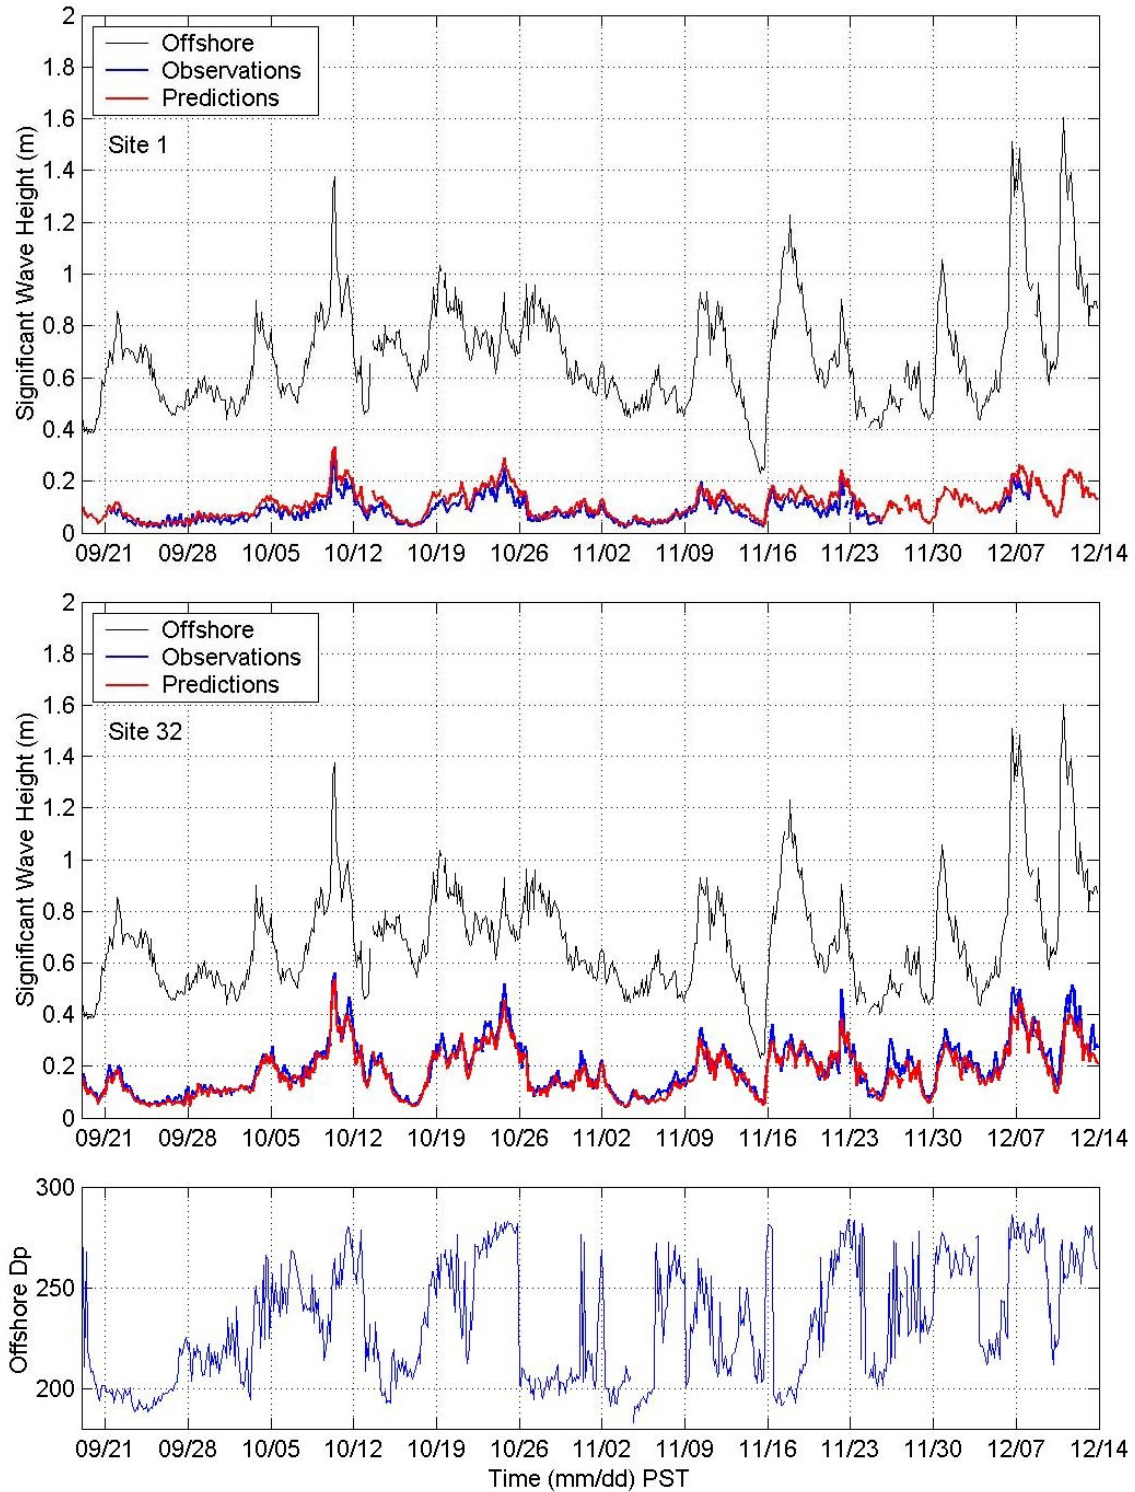 2
1.8
1.6
1.4
1.2
1
0.8
0.6
0.4
0.2
0
Significant Wave Height (m)
Offshore
Observations
Predictions
Site 1
09/21 09/28 10/05 10/12 10/19 10/26 11/02 11/09 11/16 11/23 11/30 12/07 12/14
2
1.8
1.6
1.4
1.2
1
0.8
0.6
0.4
0.2
0
Significant Wave Height (m)
Offshore
Observations
Predictions
Site 32
09/21 09/28 10/05 10/12 10/19 10/26 11/02 11/09 11/16 11/23 11/30 12/07 12/14
300
250
200
Offshore Dp
09/21 09/28 10/05 10/12 10/19 10/26 11/02 11/09 11/16 11/23 11/30 12/07 12/14
Time (mm/dd) PST